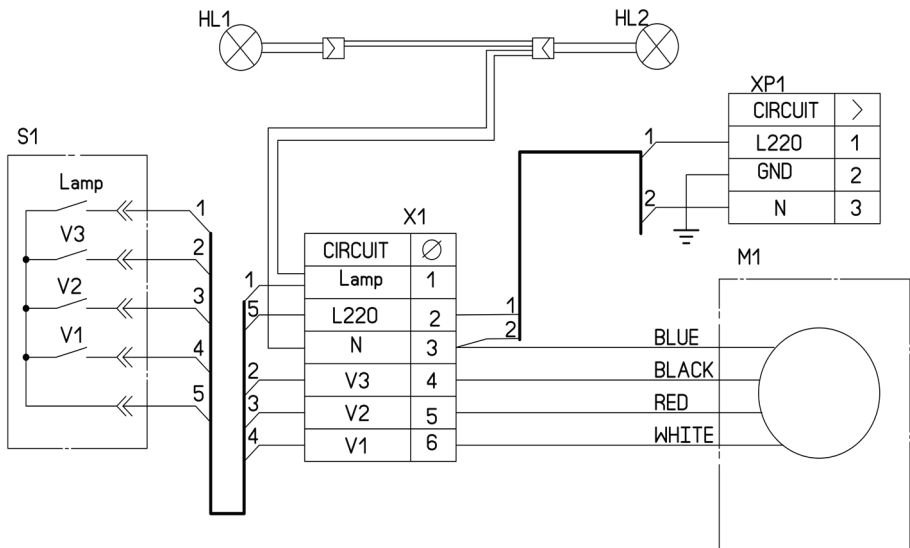 HL1
HL2
XP1
CIRCUIT >
L220 1
GND 2
N 3
1
2
S1
Lamp
V3
V2
V1
1
2
3
4
5
X1
CIRCUIT Ø
Lamp 1
L220 2
N 3
V3 4
V2 5
V1 6
1
5
2
3
4
1
2
M1
BLUE
BLACK
RED
WHITE